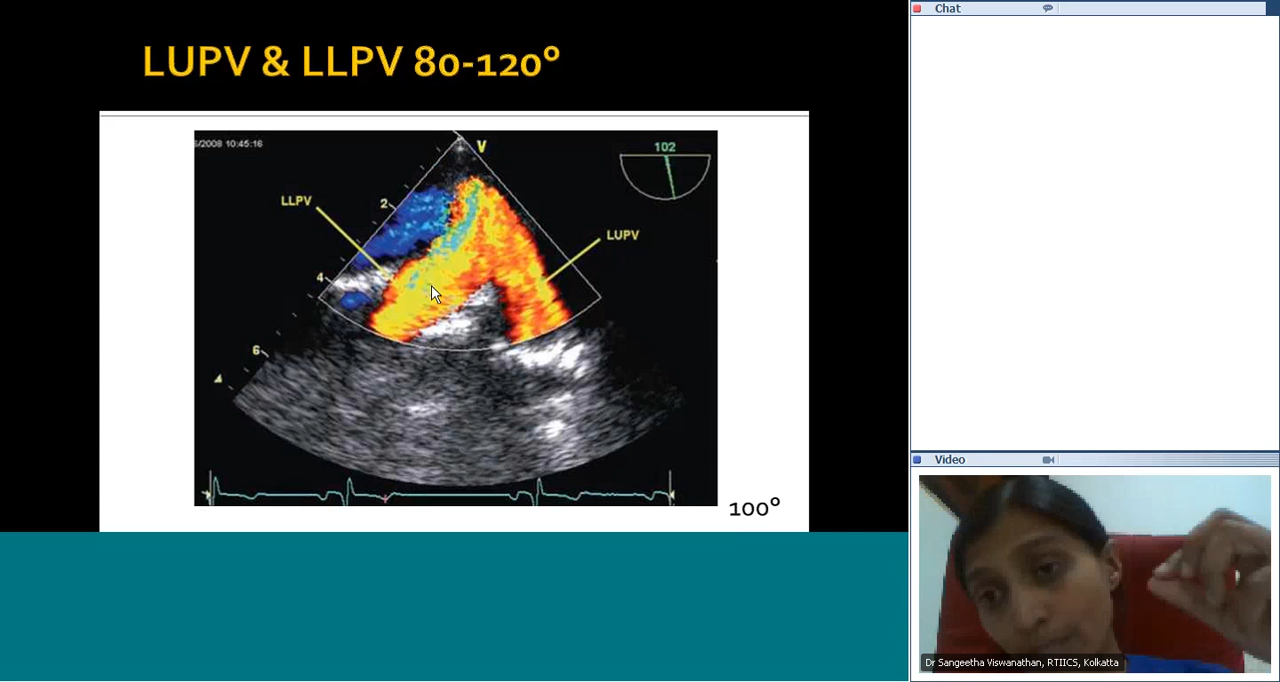 LUPV & LLPV 80-120°
/2008 10:45:16
V
102
LLPV
2
LUPV
4
6
100°
Chat
Video
Dr Sangeetha Viswanathan, RTIICS, Kolkatta